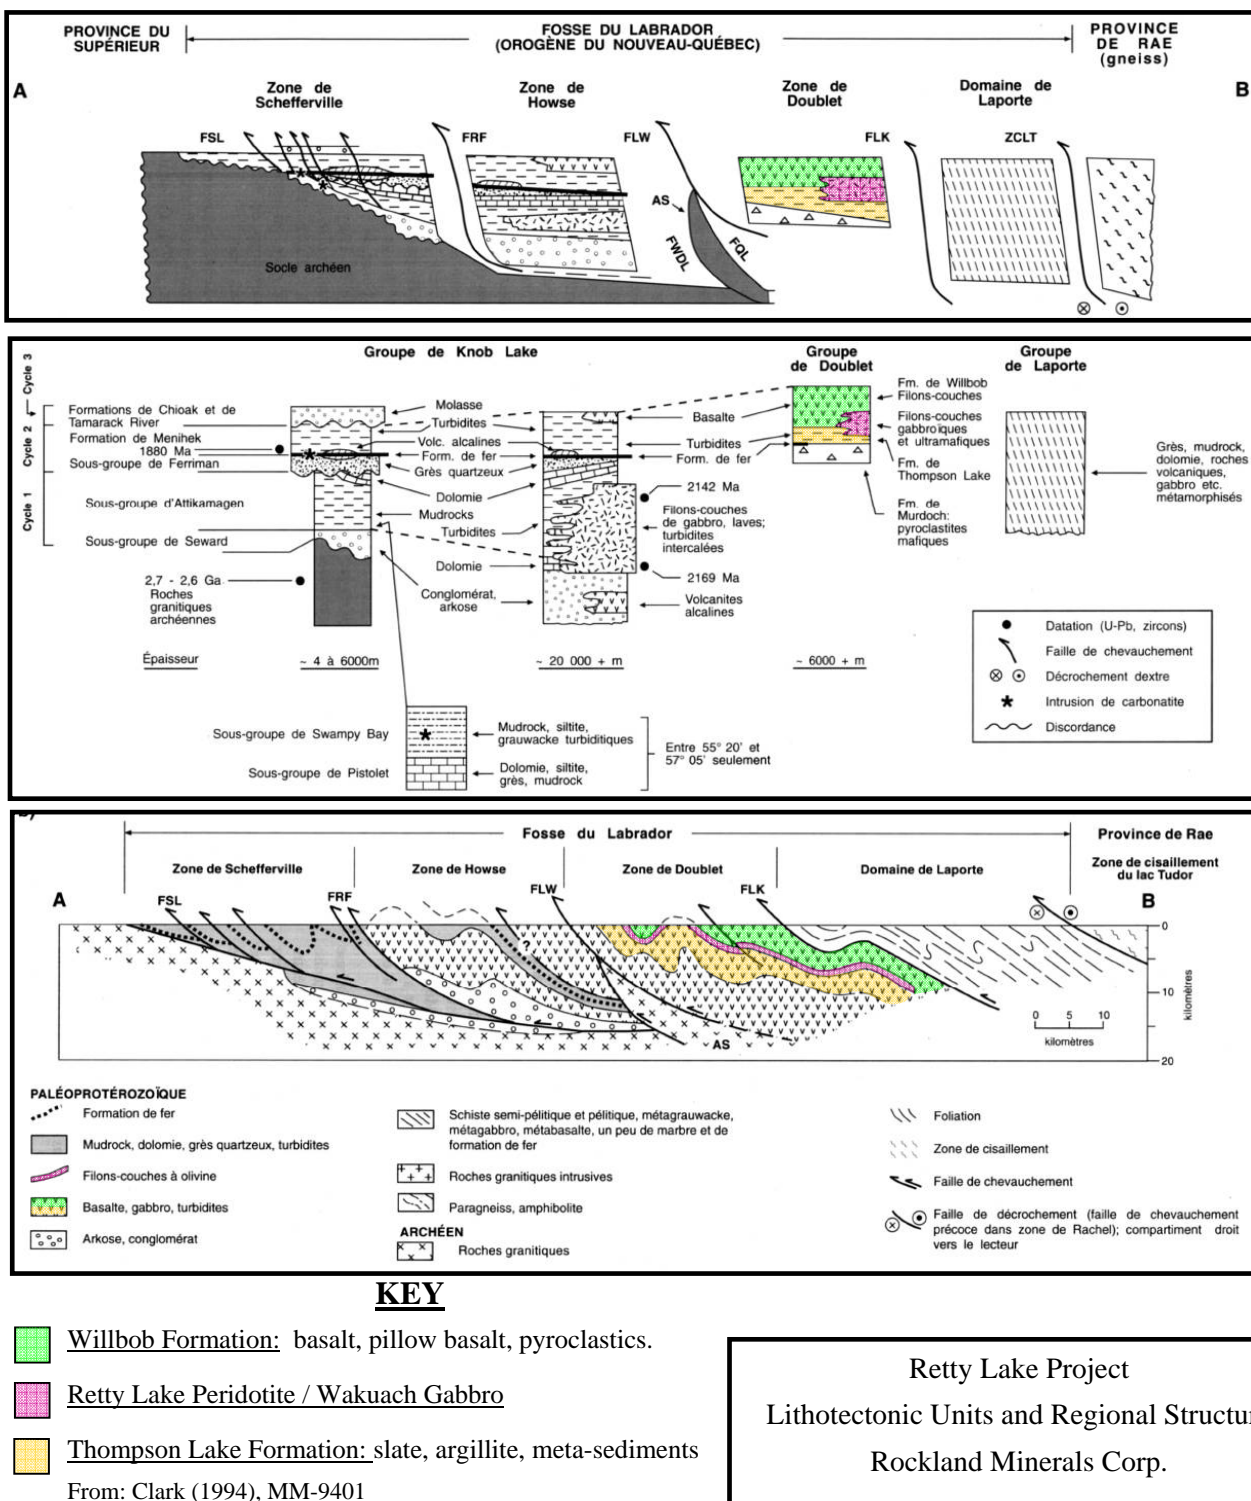 PROVINCE DU
SUPÉRIEUR
FOSSE DU LABRADOR
(OROGÈNE DU NOUVEAU-QUÉBEC)
PROVINCE
DE RAE
(gneiss)
A
Zone de
Schefferville
Zone de
Howse
Zone de
Doublet
Domaine de
Laporte
B
FSL
FRF
FLW
FLK
ZCLT
AS
FWDL
FQL
Socle archéen
Cycle 3
Cycle 2
Cycle 1
Groupe de Knob Lake
Groupe
de Doublet
Groupe
de Laporte
Formations de Chioak et de
Tamarack River
Formation de Menihek
1880 Ma
Sous-groupe de Ferriman
Sous-groupe d'Attikamagen
Sous-groupe de Seward
2,7 - 2,6 Ga
Roches
granitiques
archéennes
Molasse
Turbidites
Volc. alcalines
Form. de fer
Grès quartzeux
Dolomie
Mudrocks
Turbidites
Dolomie
Conglomérat,
arkose
Basalte
Turbidites
Form. de fer
2142 Ma
Filons-couches
de gabbro, laves;
turbidites
intercalées
2169 Ma
Volcanites
alcalines
Fm. de Willbob
Filons-couches
Filons-couches
gabbroïques
et ultramafiques
Fm. de
Thompson Lake
Fm. de
Murdoch:
pyroclastites
mafiques
Grès, mudrock,
dolomie, roches
volcaniques,
gabbro etc.
métamorphisés
Épaisseur
~ 4 à 6000m
~ 20 000 + m
~ 6000 + m
Datation (U-Pb, zircons)
Faille de chevauchement
Décrochement dextre
Intrusion de carbonatite
Discordance
Sous-groupe de Swampy Bay
Mudrock, siltite,
grauwacke turbiditiques
Sous-groupe de Pistolet
Dolomie, siltite,
grès, mudrock
Entre 55° 20' et
57° 05' seulement
Fosse du Labrador
Province de Rae
Zone de Schefferville
Zone de Howse
Zone de Doublet
Domaine de Laporte
Zone de cisaillement
du lac Tudor
A
FSL
FRF
FLW
FLK
B
?
AS
0
10
20
kilomètres
0 5 10
kilomètres
PALÉOPROTÉROZOÏQUE
Formation de fer
Mudrock, dolomie, grès quartzeux, turbidites
Filons-couches à olivine
Basalte, gabbro, turbidites
Arkose, conglomérat
Schiste semi-pélitique et pélitique, métagrauwacke,
métagabbro, métabasalte, un peu de marbre et de
formation de fer
Roches granitiques intrusives
Paragneiss, amphibolite
ARCHÉEN
Roches granitiques
Foliation
Zone de cisaillement
Faille de chevauchement
Faille de décrochement (faille de chevauchement
précoce dans zone de Rachel); compartiment droit
vers le lecteur
KEY
Willbob Formation: basalt, pillow basalt, pyroclastics.
Retty Lake Peridotite / Wakuach Gabbro
Thompson Lake Formation: slate, argillite, meta-sediments
From: Clark (1994), MM-9401
Retty Lake Project
Lithotectonic Units and Regional Structur
Rockland Minerals Corp.